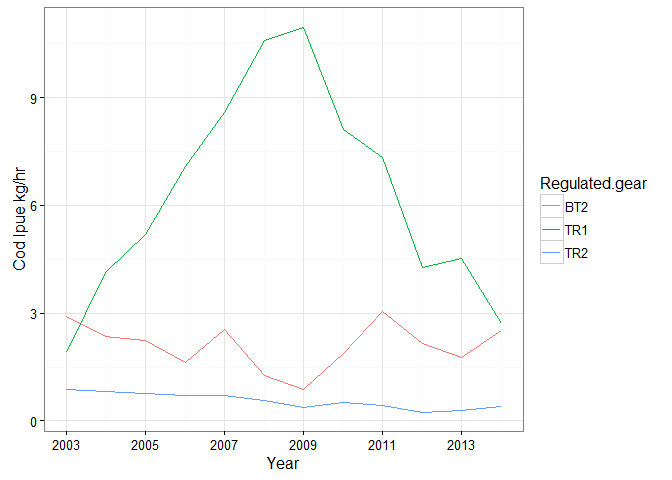 9
6
3
0
Cod lpue kg/hr
2003 2005 2007 2009 2011 2013
Year
Regulated.gear
BT2
TR1
TR2